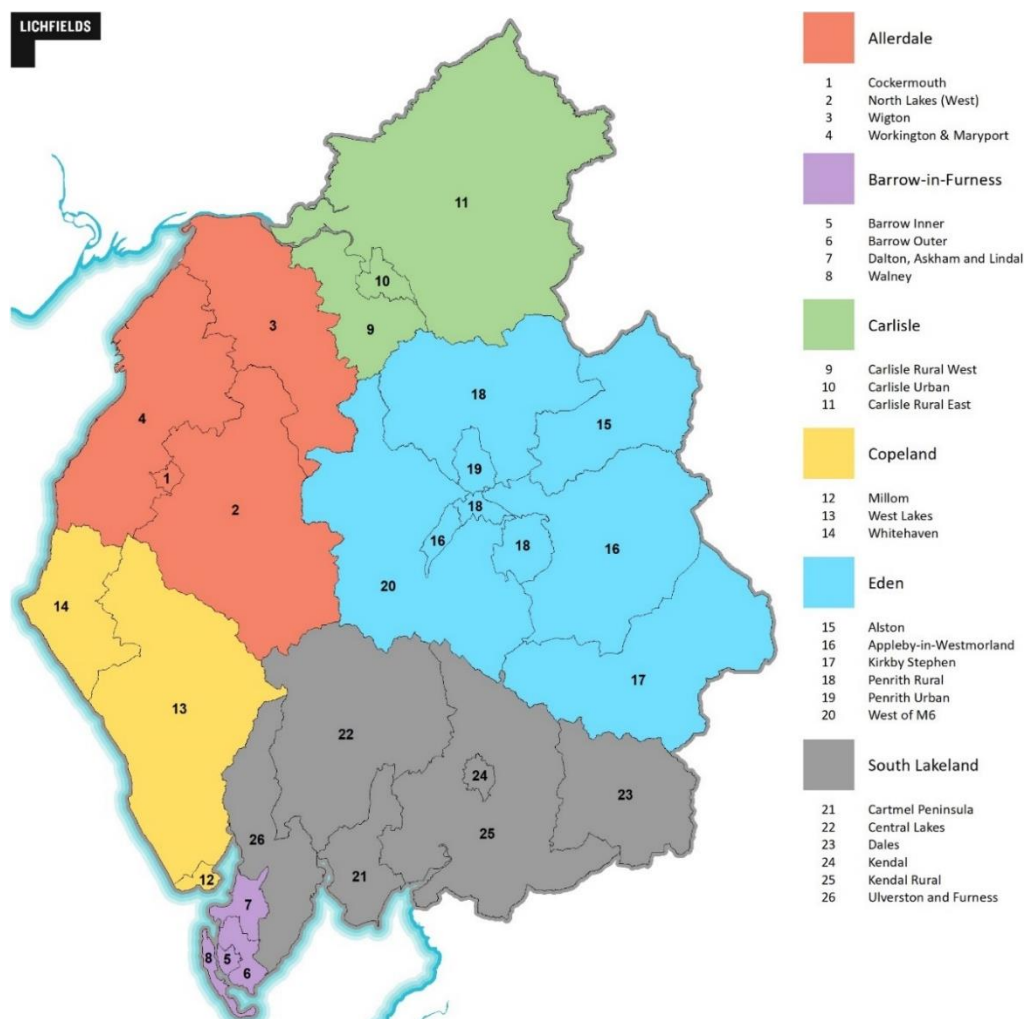 LICHFIELDS
Allerdale
1 Cockermouth
2 North Lakes (West)
3 Wigton
4 Workington & Maryport
Barrow-in-Furness
5 Barrow Inner
6 Barrow Outer
7 Dalton, Askham and Lindal
8 Walney
Carlisle
9 Carlisle Rural West
10 Carlisle Urban
11 Carlisle Rural East
Copeland
12 Millom
13 West Lakes
14 Whitehaven
Eden
15 Alston
16 Appleby-in-Westmorland
17 Kirkby Stephen
18 Penrith Rural
19 Penrith Urban
20 West of M6
South Lakeland
21 Cartmel Peninsula
22 Central Lakes
23 Dales
24 Kendal
25 Kendal Rural
26 Ulverston and Furness
11
10
3
9
18
4
15
19
1
18
2
16
18
16
20
14
17
13
22
24
23
25
26
21
12
7
8
5
6